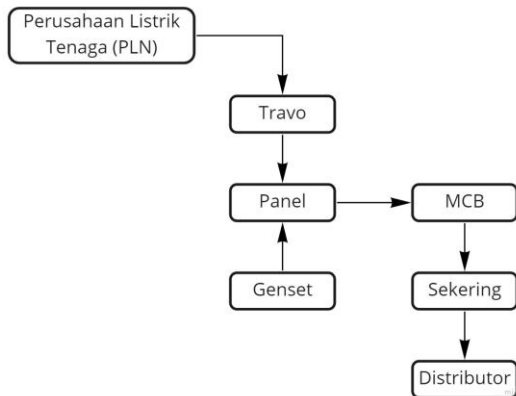 Perusahaan Listrik
Tenaga (PLN)
Travo
Panel
MCB
Genset
Sekering
Distributor